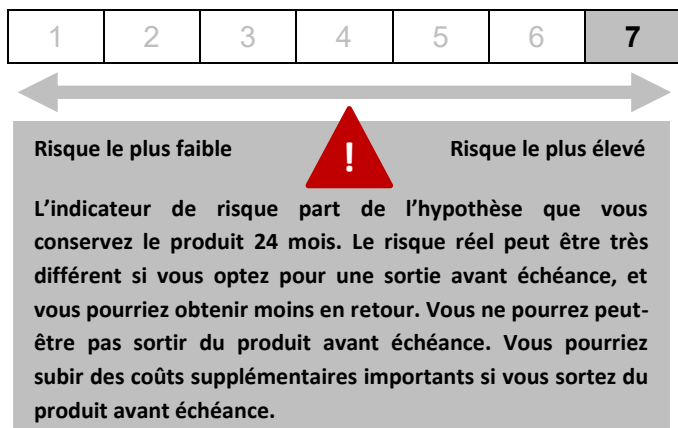 1 2 3 4 5 6 7
!
Risque le plus faible Risque le plus élevé
L’indicateur de risque part de l’hypothèse que vous
conservez le produit 24 mois. Le risque réel peut être très
différent si vous optez pour une sortie avant échéance, et
vous pourriez obtenir moins en retour. Vous ne pourrez peut-
être pas sortir du produit avant échéance. Vous pourriez
subir des coûts supplémentaires importants si vous sortez du
produit avant échéance.